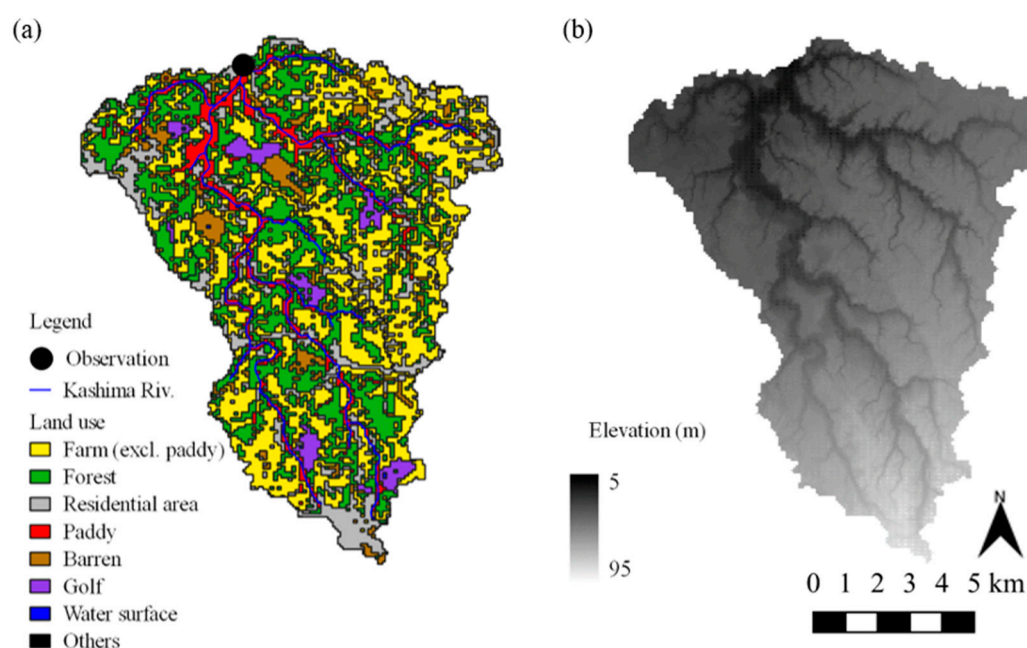 (a)
(b)
Legend
Observation
Kashima Riv.
Land use
Farm (excl. paddy)
Forest
Residential area
Paddy
Barren
Golf
Water surface
Others
Elevation (m)
5
95
N
0 1 2 3 4 5 km